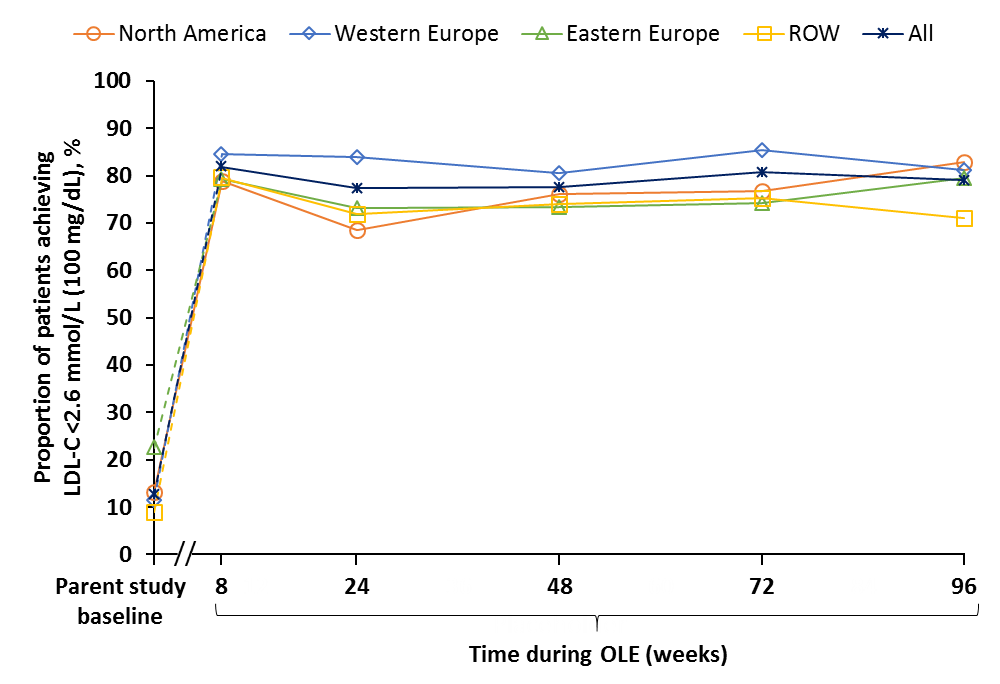 North America Western Europe Eastern Europe ROW All
Proportion of patients achieving
LDL-C <2.6 mmol/L (100 mg/dL), %
100
90
80
70
60
50
40
30
20
10
0
Parent study
baseline
8 24 48 72 96
Time during OLE (weeks)